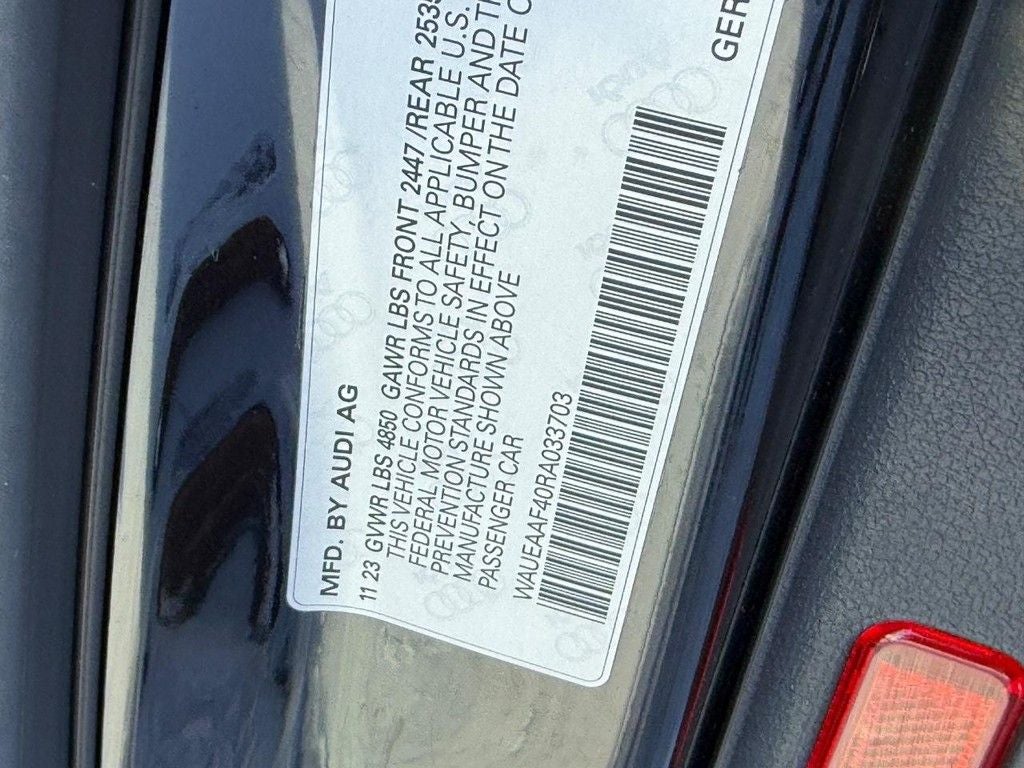 MFD. BY AUDI AG
11 23 GVWR LBS 4850 GAWR LBS FRONT 2447 /REAR 253
THIS VEHICLE CONFORMS TO ALL APPLICABLE U.S.
FEDERAL MOTOR VEHICLE SAFETY, BUMPER AND
PREVENTION STANDARDS IN EFFECT ON THE DATE
MANUFACTURE SHOWN ABOVE
PASSENGER CAR
WAUEAAF40RA033703
GER